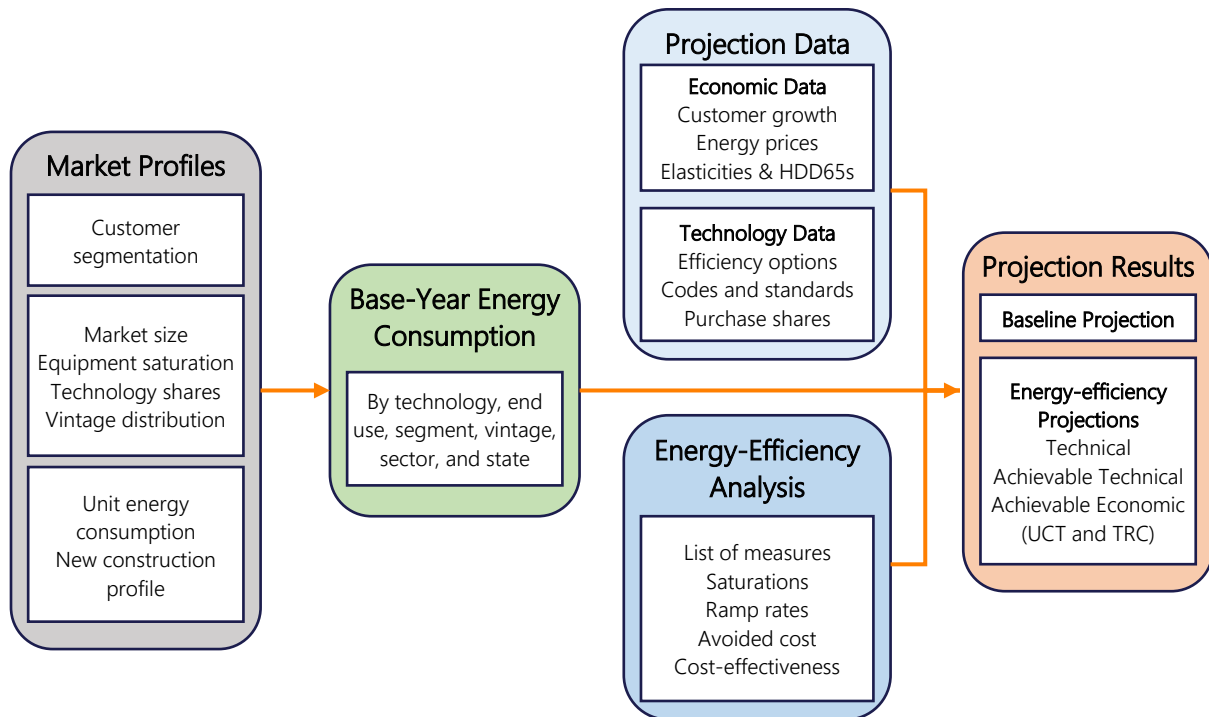 Market Profiles
Customer
segmentation
Market size
Equipment saturation
Technology shares
Vintage distribution
Unit energy
consumption
New construction
profile
Base-Year Energy
Consumption
By technology, end
use, segment, vintage,
sector, and state
Projection Data
Economic Data
Customer growth
Energy prices
Elasticities & HDD65s
Technology Data
Efficiency options
Codes and standards
Purchase shares
Energy-Efficiency
Analysis
List of measures
Saturations
Ramp rates
Avoided cost
Cost-effectiveness
Projection Results
Baseline Projection
Energy-efficiency
Projections
Technical
Achievable Technical
Achievable Economic
(UCT and TRC)